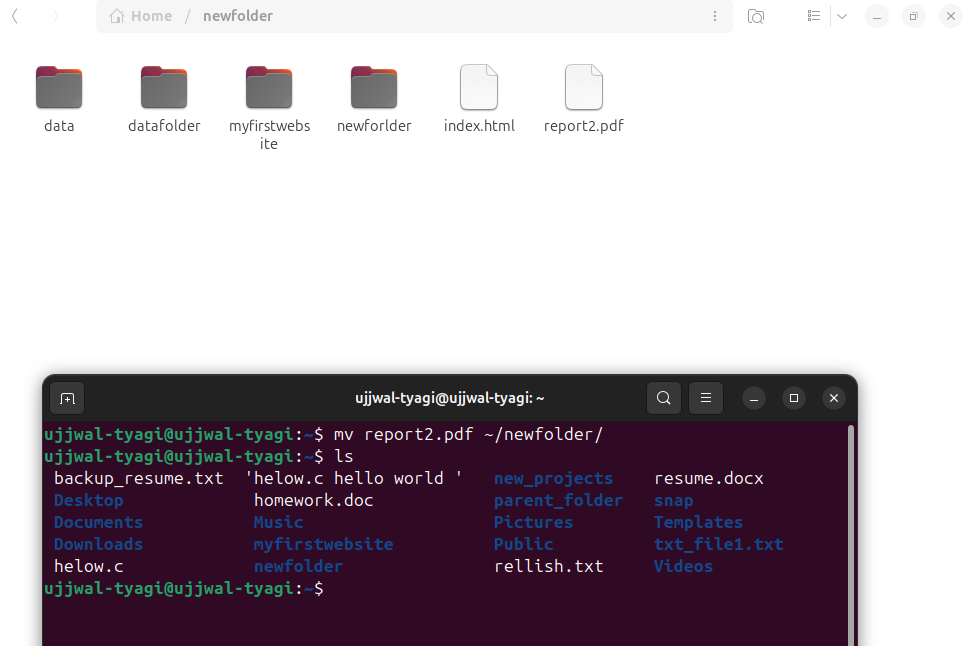 Home / newfolder
data datafolder myfirstwebs newforlder index.html report2.pdf
ite
ujjwal-tyagi@ujjwal-tyagi: ~
ujjwal-tyagi@ujjwal-tyagi:~$ mv report2.pdf ~/newfolder/
ujjwal-tyagi@ujjwal-tyagi:~$ ls
backup_resume.txt 'helow.c hello world ' new_projects resume.docx
Desktop homework.doc parent_folder snap
Documents Music Pictures Templates
Downloads myfirstwebsite Public txt_file1.txt
helow.c newfolder rellish.txt Videos
ujjwal-tyagi@ujjwal-tyagi:~$